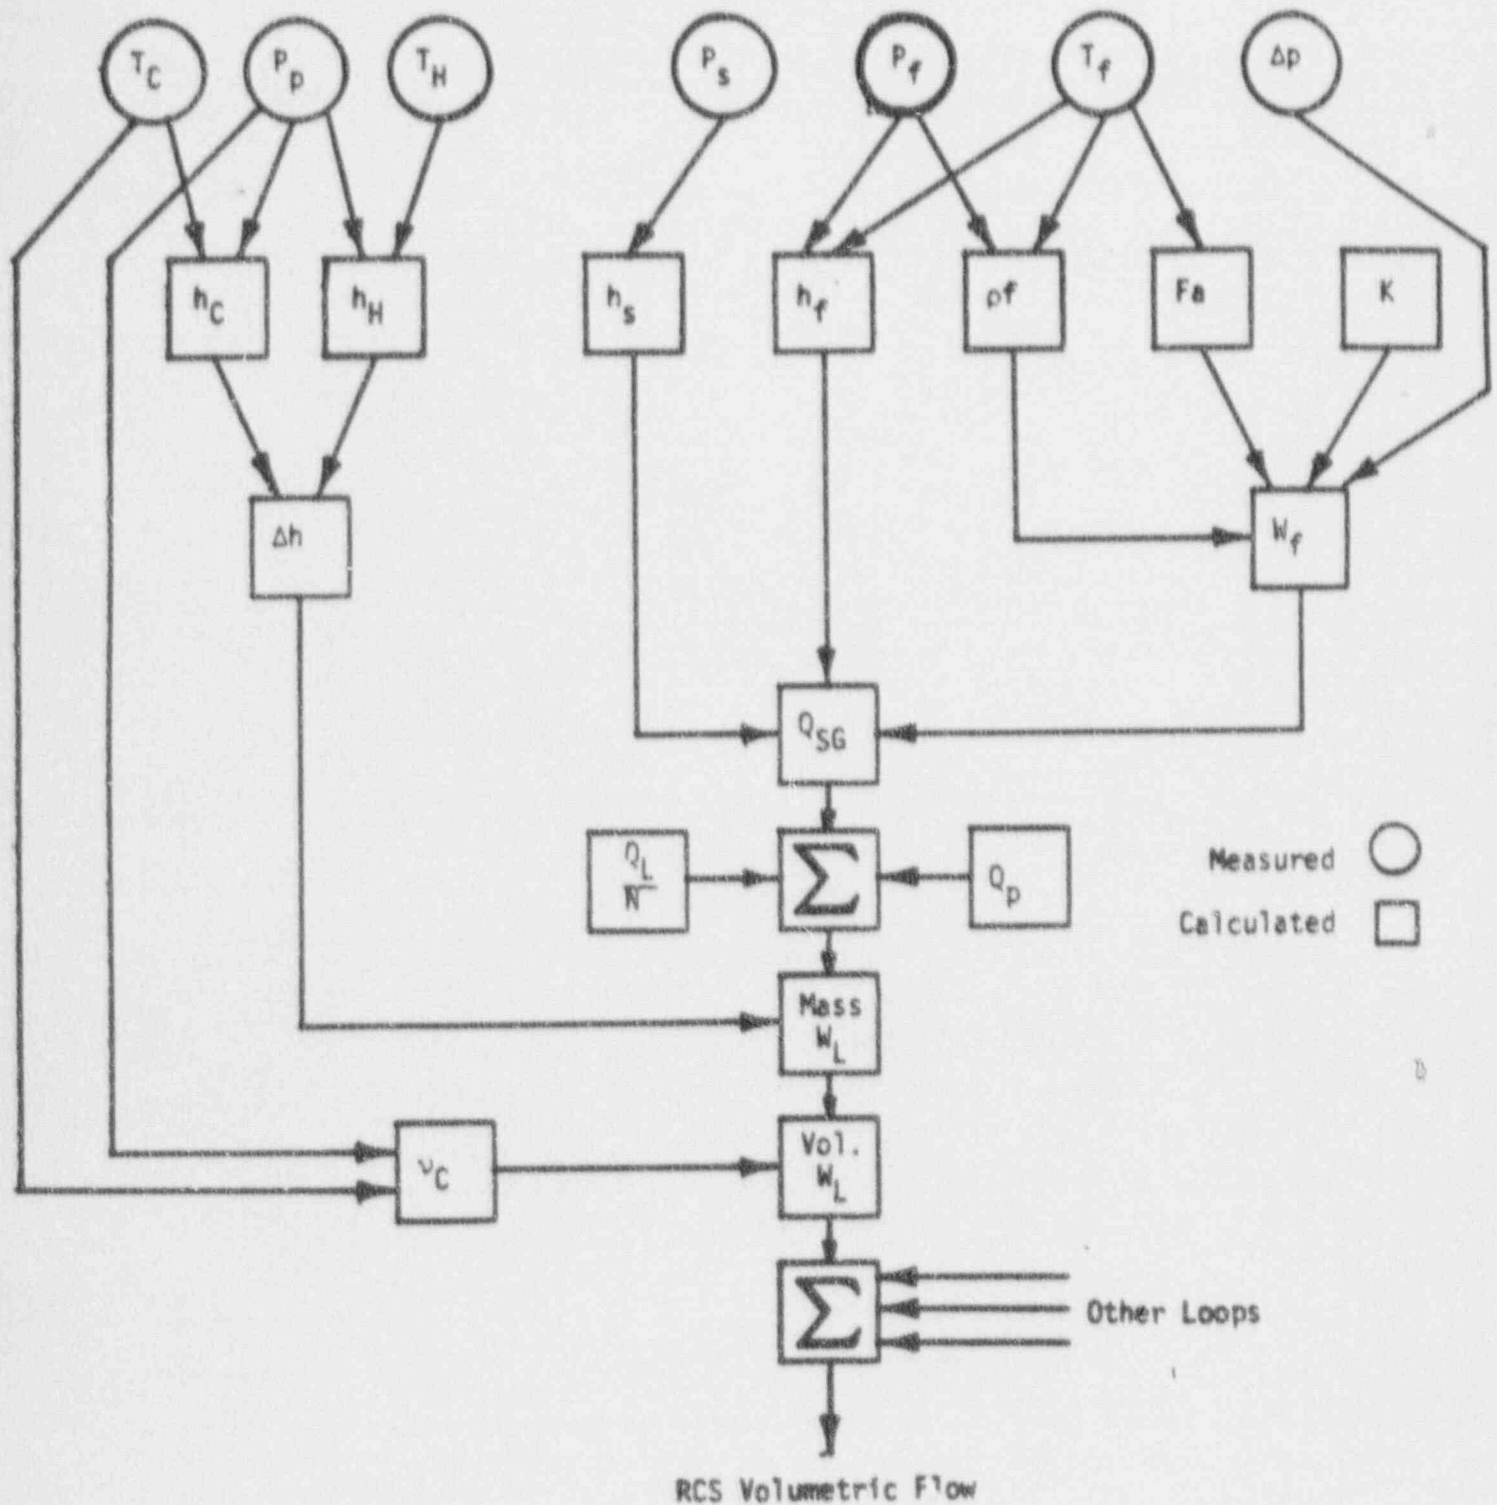 T_C P_p T_H P_s P_f T_f Δp
h_C h_H h_s h_f ρf Fa K
Δh W_f
Q_SG
Q_L
N
Σ Q_p
Measured
Calculated
Mass
W_L
Vol.
W_L
ν_C
Σ Other Loops
RCS Volumetric Flow